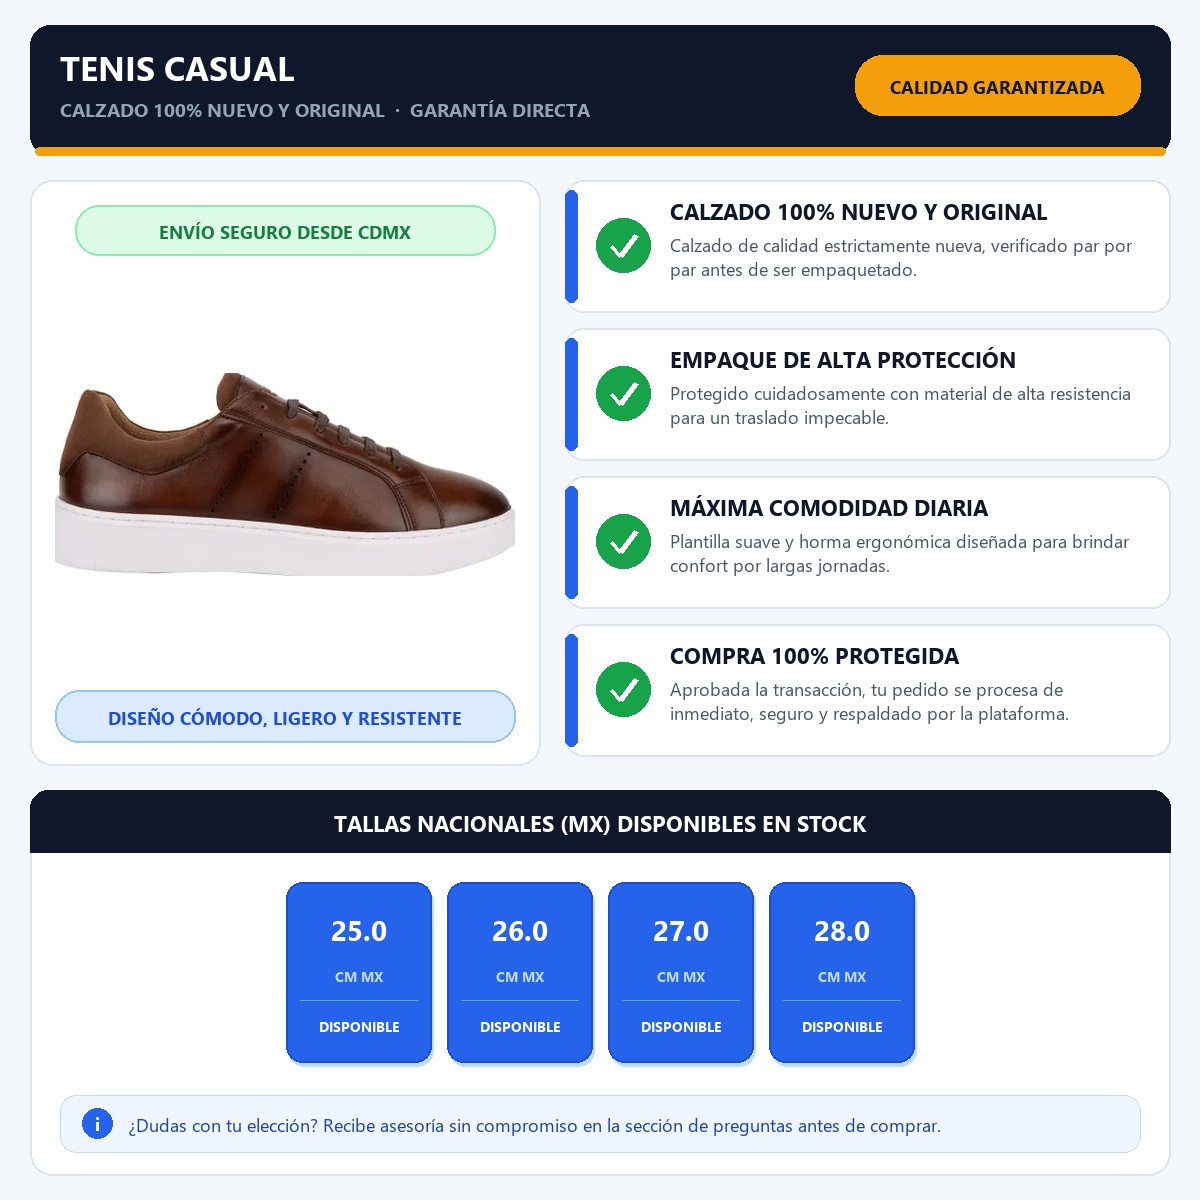 TENIS CASUAL
CALZADO 100% NUEVO Y ORIGINAL · GARANTÍA DIRECTA
CALIDAD GARANTIZADA
ENVÍO SEGURO DESDE CDMX
DISEÑO CÓMODO, LIGERO Y RESISTENTE
CALZADO 100% NUEVO Y ORIGINAL
Calzado de calidad estrictamente nueva, verificado par por
par antes de ser empaquetado.
EMPAQUE DE ALTA PROTECCIÓN
Protegido cuidadosamente con material de alta resistencia
para un traslado impecable.
MÁXIMA COMODIDAD DIARIA
Plantilla suave y horma ergonómica diseñada para brindar
confort por largas jornadas.
COMPRA 100% PROTEGIDA
Aprobada la transacción, tu pedido se procesa de
inmediato, seguro y respaldado por la plataforma.
TALLAS NACIONALES (MX) DISPONIBLES EN STOCK
25.0
CM MX
DISPONIBLE
26.0
CM MX
DISPONIBLE
27.0
CM MX
DISPONIBLE
28.0
CM MX
DISPONIBLE
¿Dudas con tu elección? Recibe asesoría sin compromiso en la sección de preguntas antes de comprar.